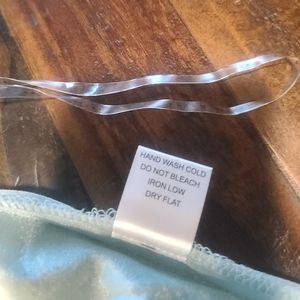 HAND WASH COLD
DO NOT BLEACH
IRON LOW
DRY FLAT